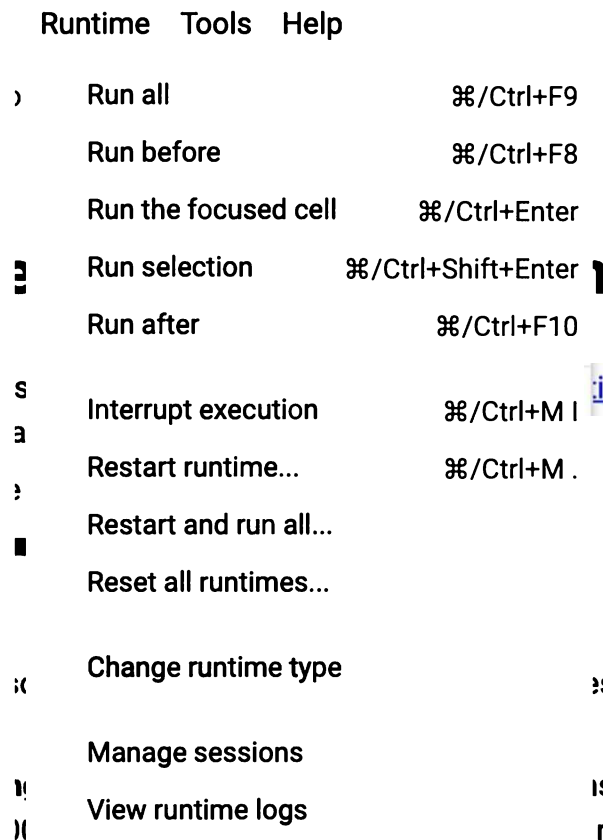 Runtime Tools Help
Run all ⌘/Ctrl+F9
Run before ⌘/Ctrl+F8
Run the focused cell ⌘/Ctrl+Enter
Run selection ⌘/Ctrl+Shift+Enter
Run after ⌘/Ctrl+F10
Interrupt execution ⌘/Ctrl+M I
Restart runtime... ⌘/Ctrl+M .
Restart and run all...
Reset all runtimes...
Change runtime type
Manage sessions
View runtime logs